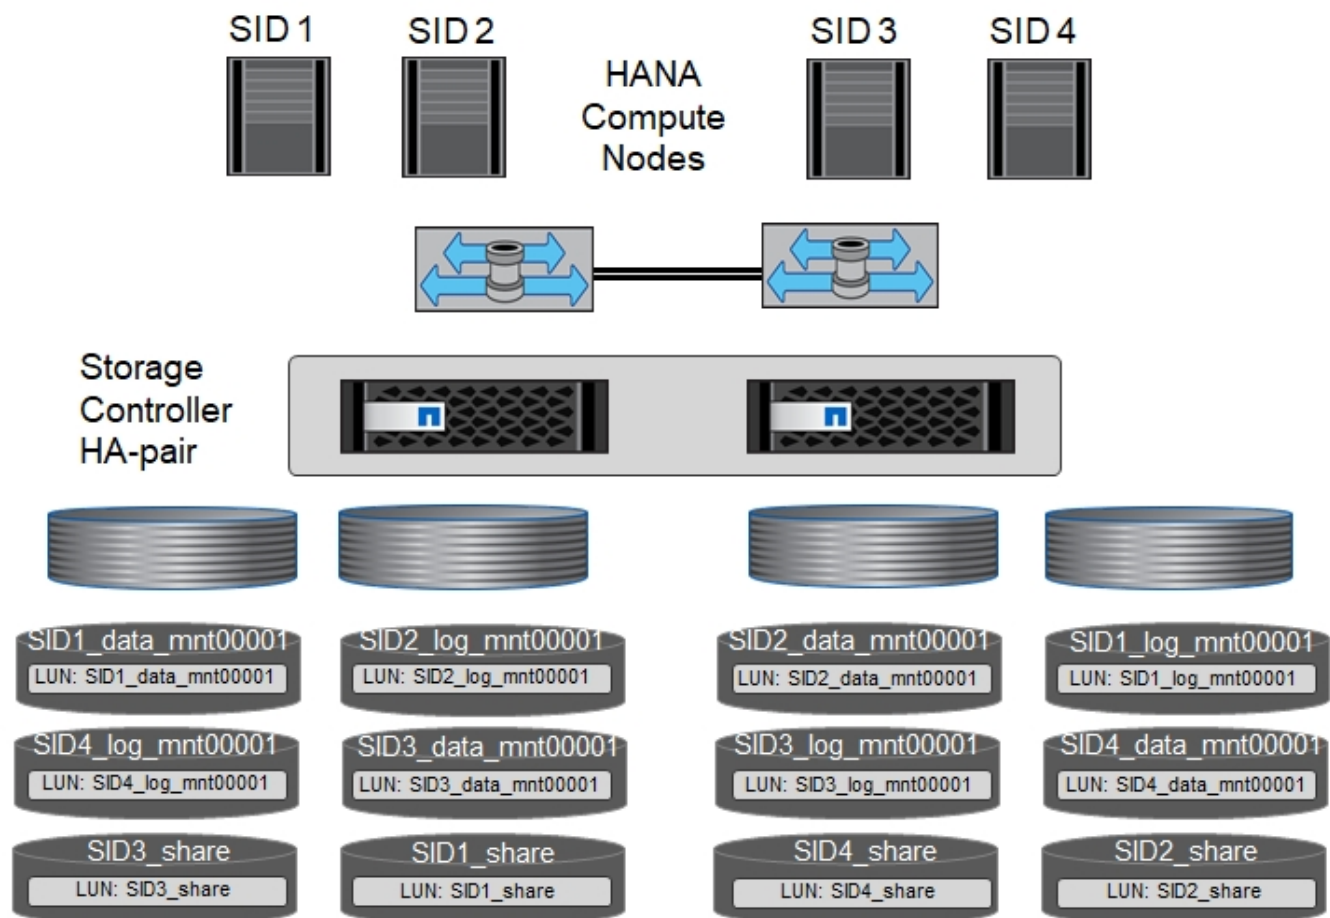 SID 1
SID 2
SID 3
SID 4
HANA
Compute
Nodes
Storage
Controller
HA-pair
SID1_data_mnt00001
LUN: SID1_data_mnt00001
SID2_log_mnt00001
LUN: SID2_log_mnt00001
SID2_data_mnt00001
LUN: SID2_data_mnt00001
SID1_log_mnt00001
LUN: SID1_log_mnt00001
SID4_log_mnt00001
LUN: SID4_log_mnt00001
SID3_data_mnt00001
LUN: SID3_data_mnt00001
SID3_log_mnt00001
LUN: SID3_log_mnt00001
SID4_data_mnt00001
LUN: SID4_data_mnt00001
SID3_share
LUN: SID3_share
SID1_share
LUN: SID1_share
SID4_share
LUN: SID4_share
SID2_share
LUN: SID2_share